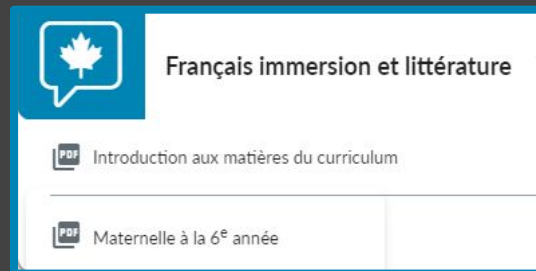 Français immersion et littérature
PDF Introduction aux matières du curriculum
PDF Maternelle à la 6ᵉ année